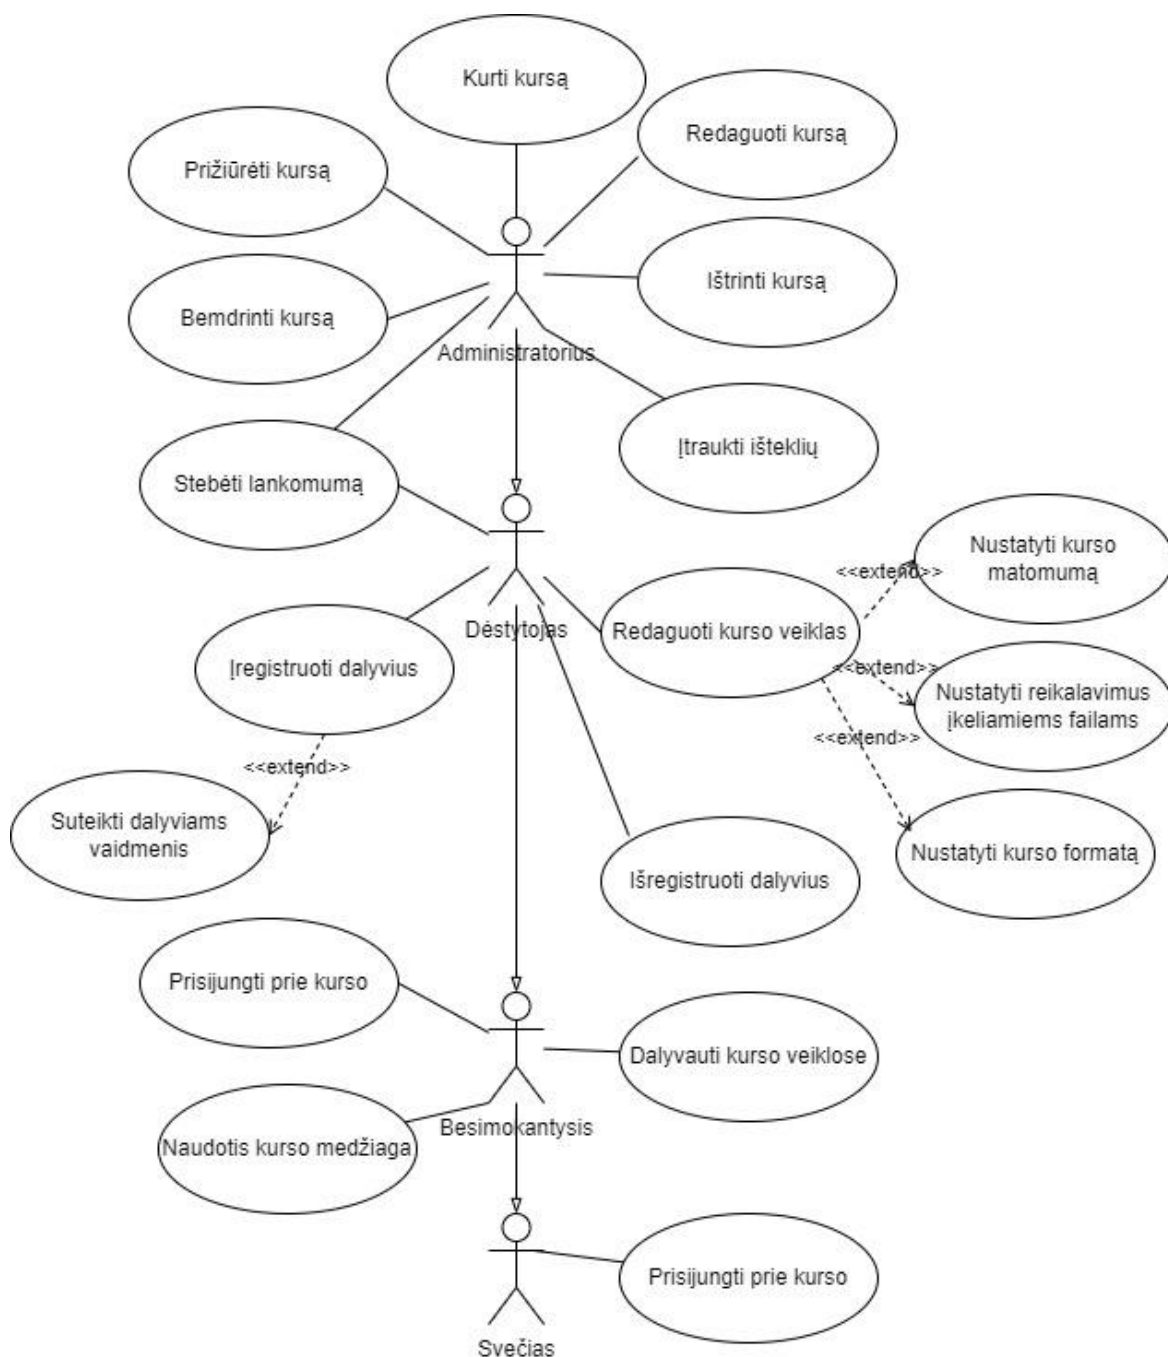 Kurti kursą
Redaguoti kursą
Prižiūrėti kursą
Ištrinti kursą
Bemdrinti kursą
Administratorius
Įtraukti išteklių
Stebėti lankomumą
Nustatyti kurso
matomumą
<<extend>>
Dėstytojas
Redaguoti kurso veiklas
Įregistruoti dalyvius
<<extend>>
Nustatyti reikalavimus
įkeliamiems failams
<<extend>>
<<extend>>
Suteikti dalyviams
vaidmenis
Nustatyti kurso formatą
Išregistruoti dalyvius
Prisijungti prie kurso
Dalyvauti kurso veiklose
Besimokantysis
Naudotis kurso medžiaga
Prisijungti prie kurso
Svečias